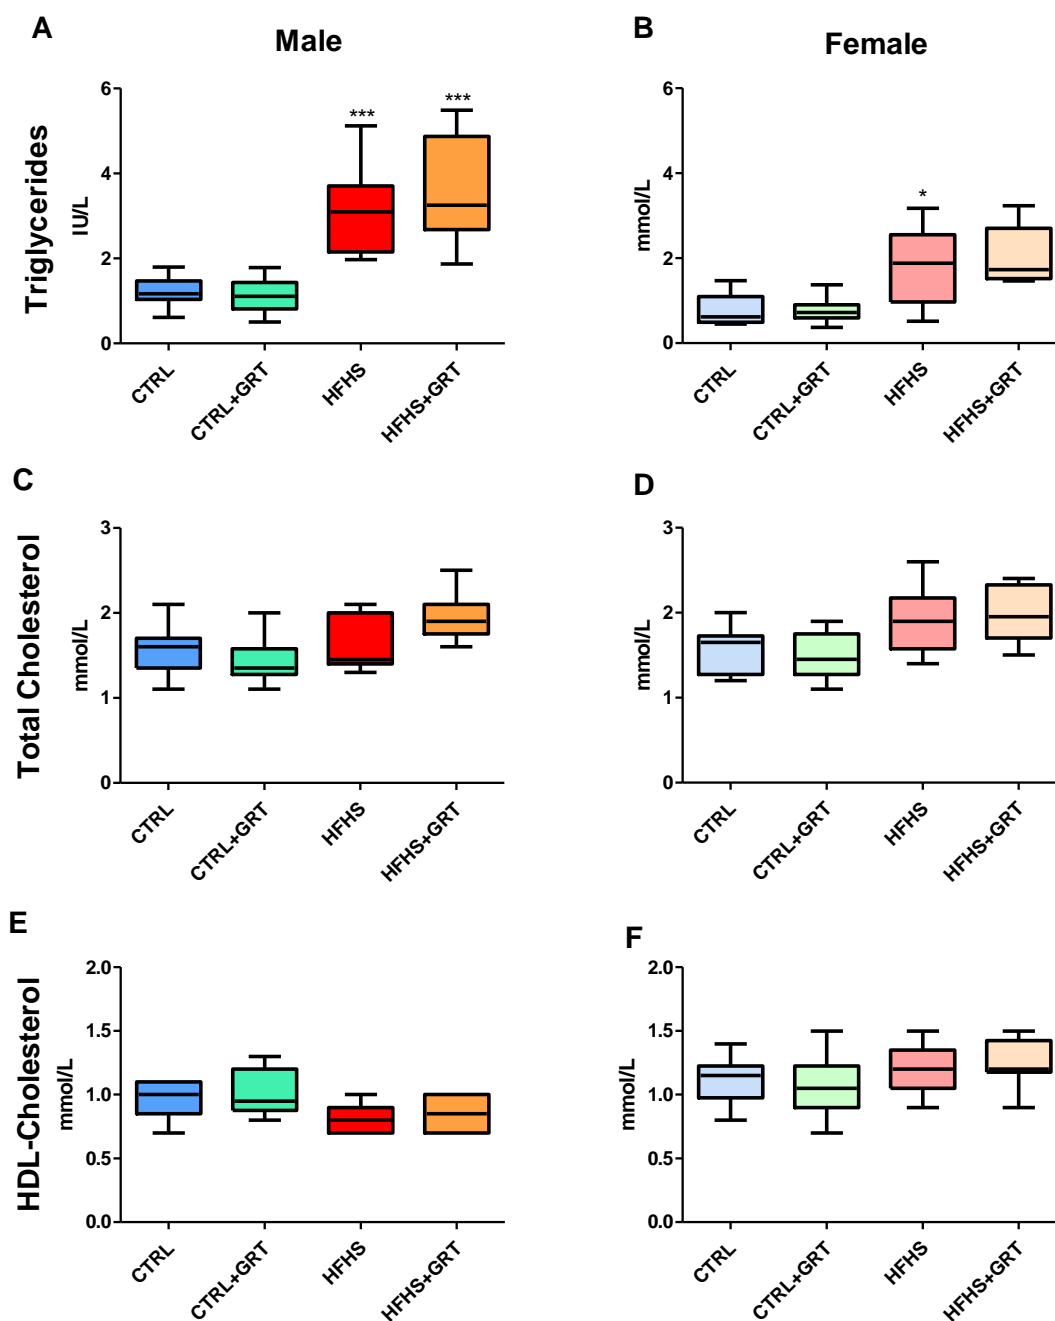 A
Male
B
Female
Triglycerides
IU/L
6
4
2
0
***
***
CTRL
CTRL+GRT
HFHS
HFHS+GRT
mmol/L
6
4
2
0
*
CTRL
CTRL+GRT
HFHS
HFHS+GRT
C
D
Total Cholesterol
mmol/L
3
2
1
0
CTRL
CTRL+GRT
HFHS
HFHS+GRT
mmol/L
3
2
1
0
CTRL
CTRL+GRT
HFHS
HFHS+GRT
E
F
HDL-Cholesterol
mmol/L
2.0
1.5
1.0
0.5
0.0
CTRL
CTRL+GRT
HFHS
HFHS+GRT
mmol/L
2.0
1.5
1.0
0.5
0.0
CTRL
CTRL+GRT
HFHS
HFHS+GRT